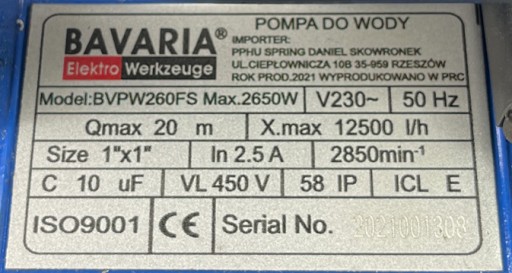 BAVARIA®
Elektro Werkzeuge
POMPA DO WODY
IMPORTER:
PPHU SPRING DANIEL SKOWRONEK
UL.CIEPŁOWNICZA 10B 35-959 RZESZÓW
ROK PROD.2021 WYPRODUKOWANO W PRC
Model:BVPW260FS Max.2650W V230~ 50 Hz
Qmax 20 m X.max 12500 l/h
Size 1"x1" In 2.5 A 2850min-1
C 10 uF VL 450 V 58 IP ICL E
ISO9001 CE Serial No. 2021001308